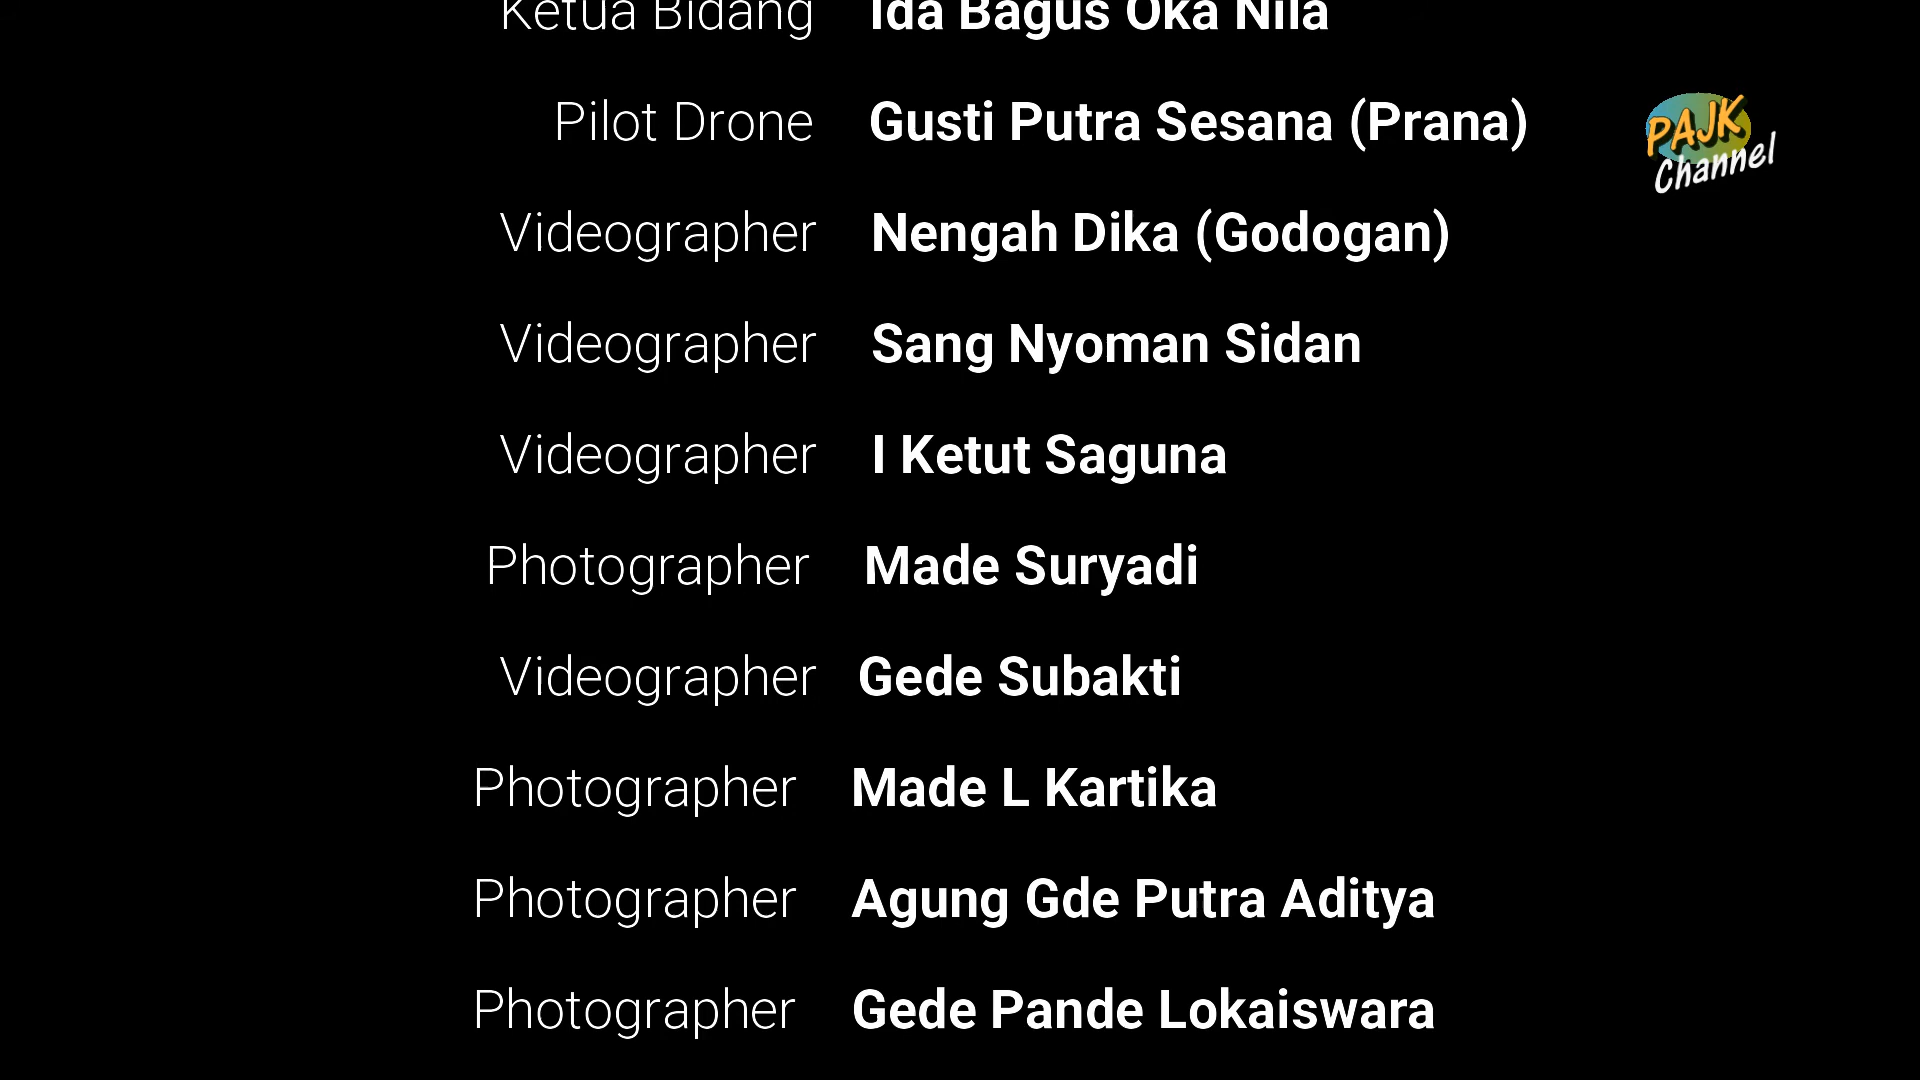 Ketua Bidang Ida Bagus Oka Nila
Pilot Drone Gusti Putra Sesana (Prana)
PAJK
Channel
Videographer Nengah Dika (Godogan)
Videographer Sang Nyoman Sidan
Videographer I Ketut Saguna
Photographer Made Suryadi
Videographer Gede Subakti
Photographer Made L Kartika
Photographer Agung Gde Putra Aditya
Photographer Gede Pande Lokaiswara